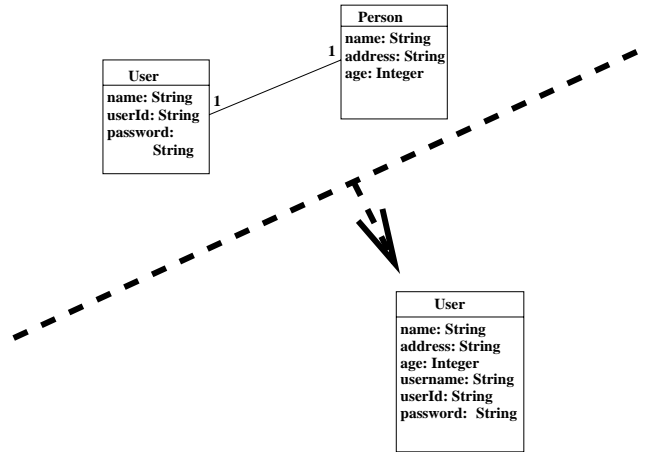 Person
name: String
address: String
age: Integer
1
User
name: String
userId: String
password:
String
1
User
name: String
address: String
age: Integer
username: String
userId: String
password: String